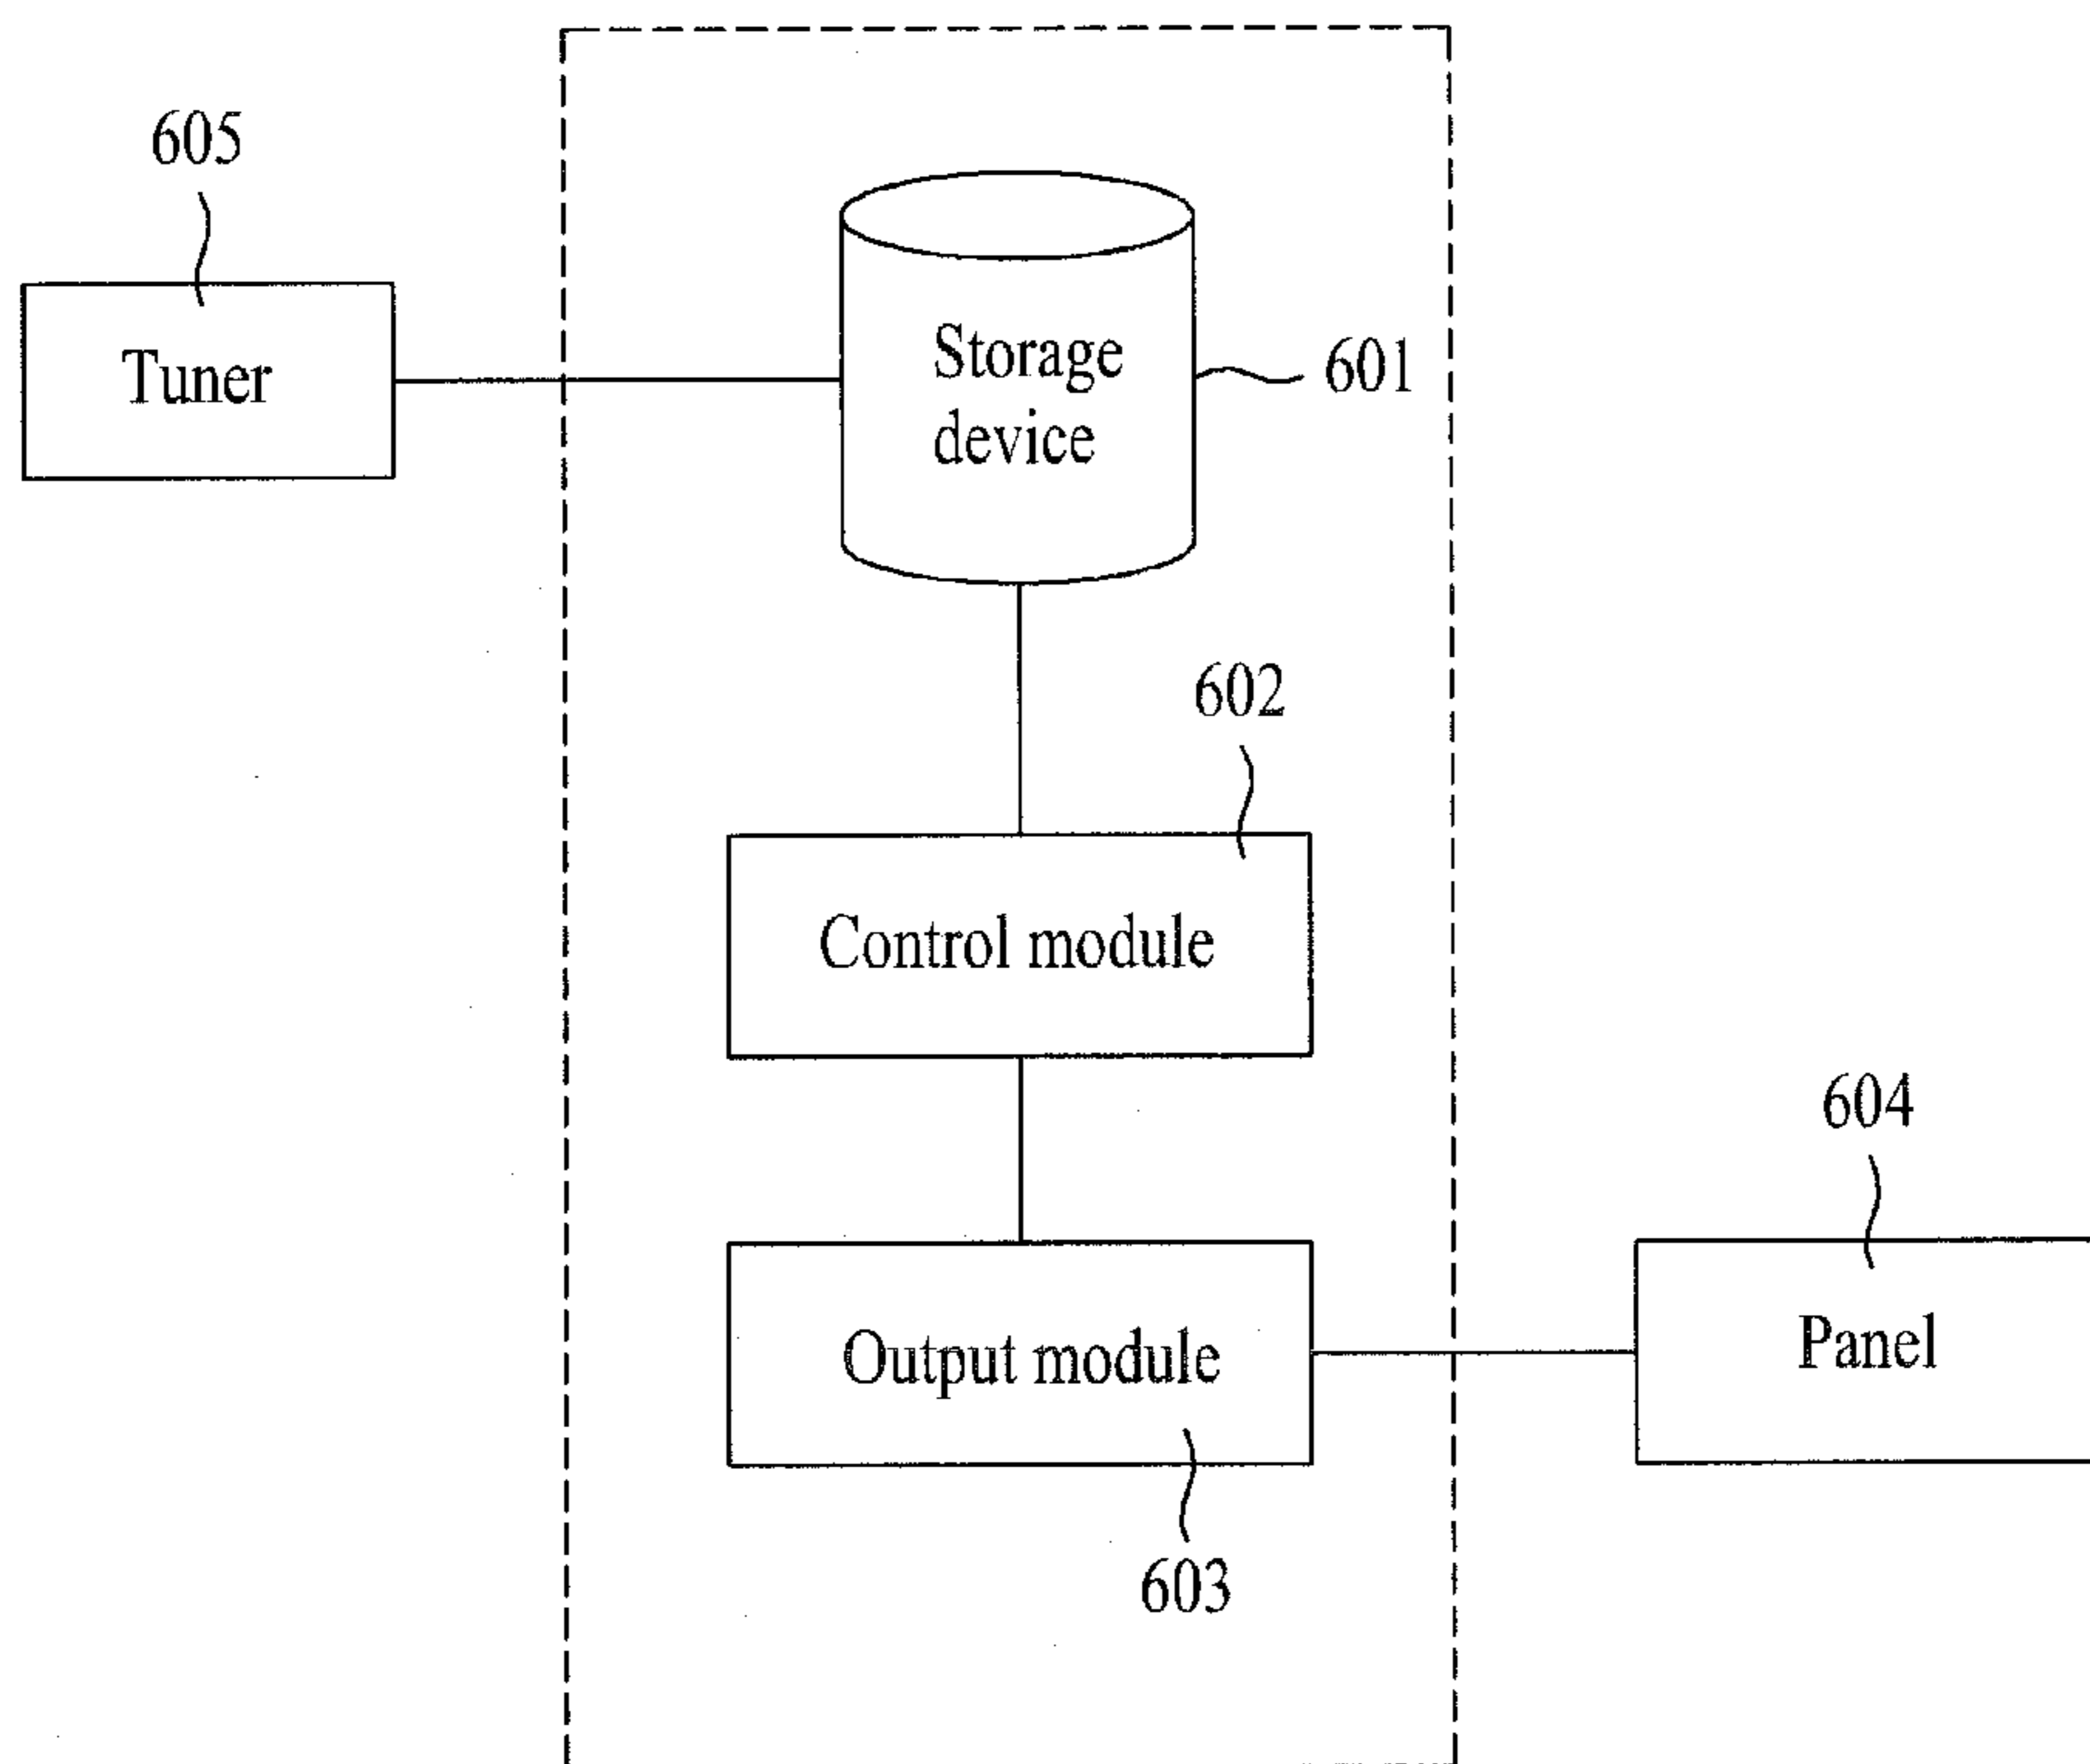 605
Tuner
Storage
device
601
602
Control module
604
Output module
Panel
603